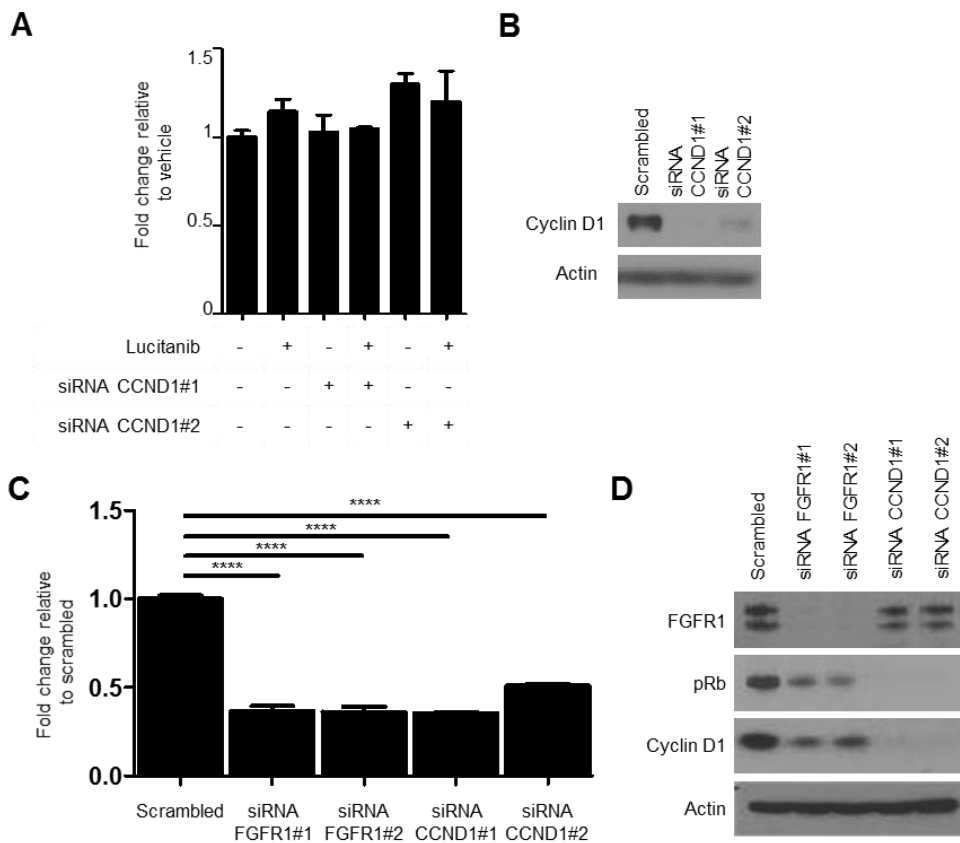 A
Fold change relative
to vehicle
1.5
1
0.5
0
Lucitanib - + - + - +
siRNA CCND1#1 - - + + - -
siRNA CCND1#2 - - - - + +
B
Scrambled
siRNA
CCND1#1
siRNA
CCND1#2
Cyclin D1
Actin
C
Fold change relative
to scrambled
1.5
1.0
0.5
0.0
****
****
****
****
Scrambled
siRNA
FGFR1#1
siRNA
FGFR1#2
siRNA
CCND1#1
siRNA
CCND1#2
D
Scrambled
siRNA FGFR1#1
siRNA FGFR1#2
siRNA CCND1#1
siRNA CCND1#2
FGFR1
pRb
Cyclin D1
Actin